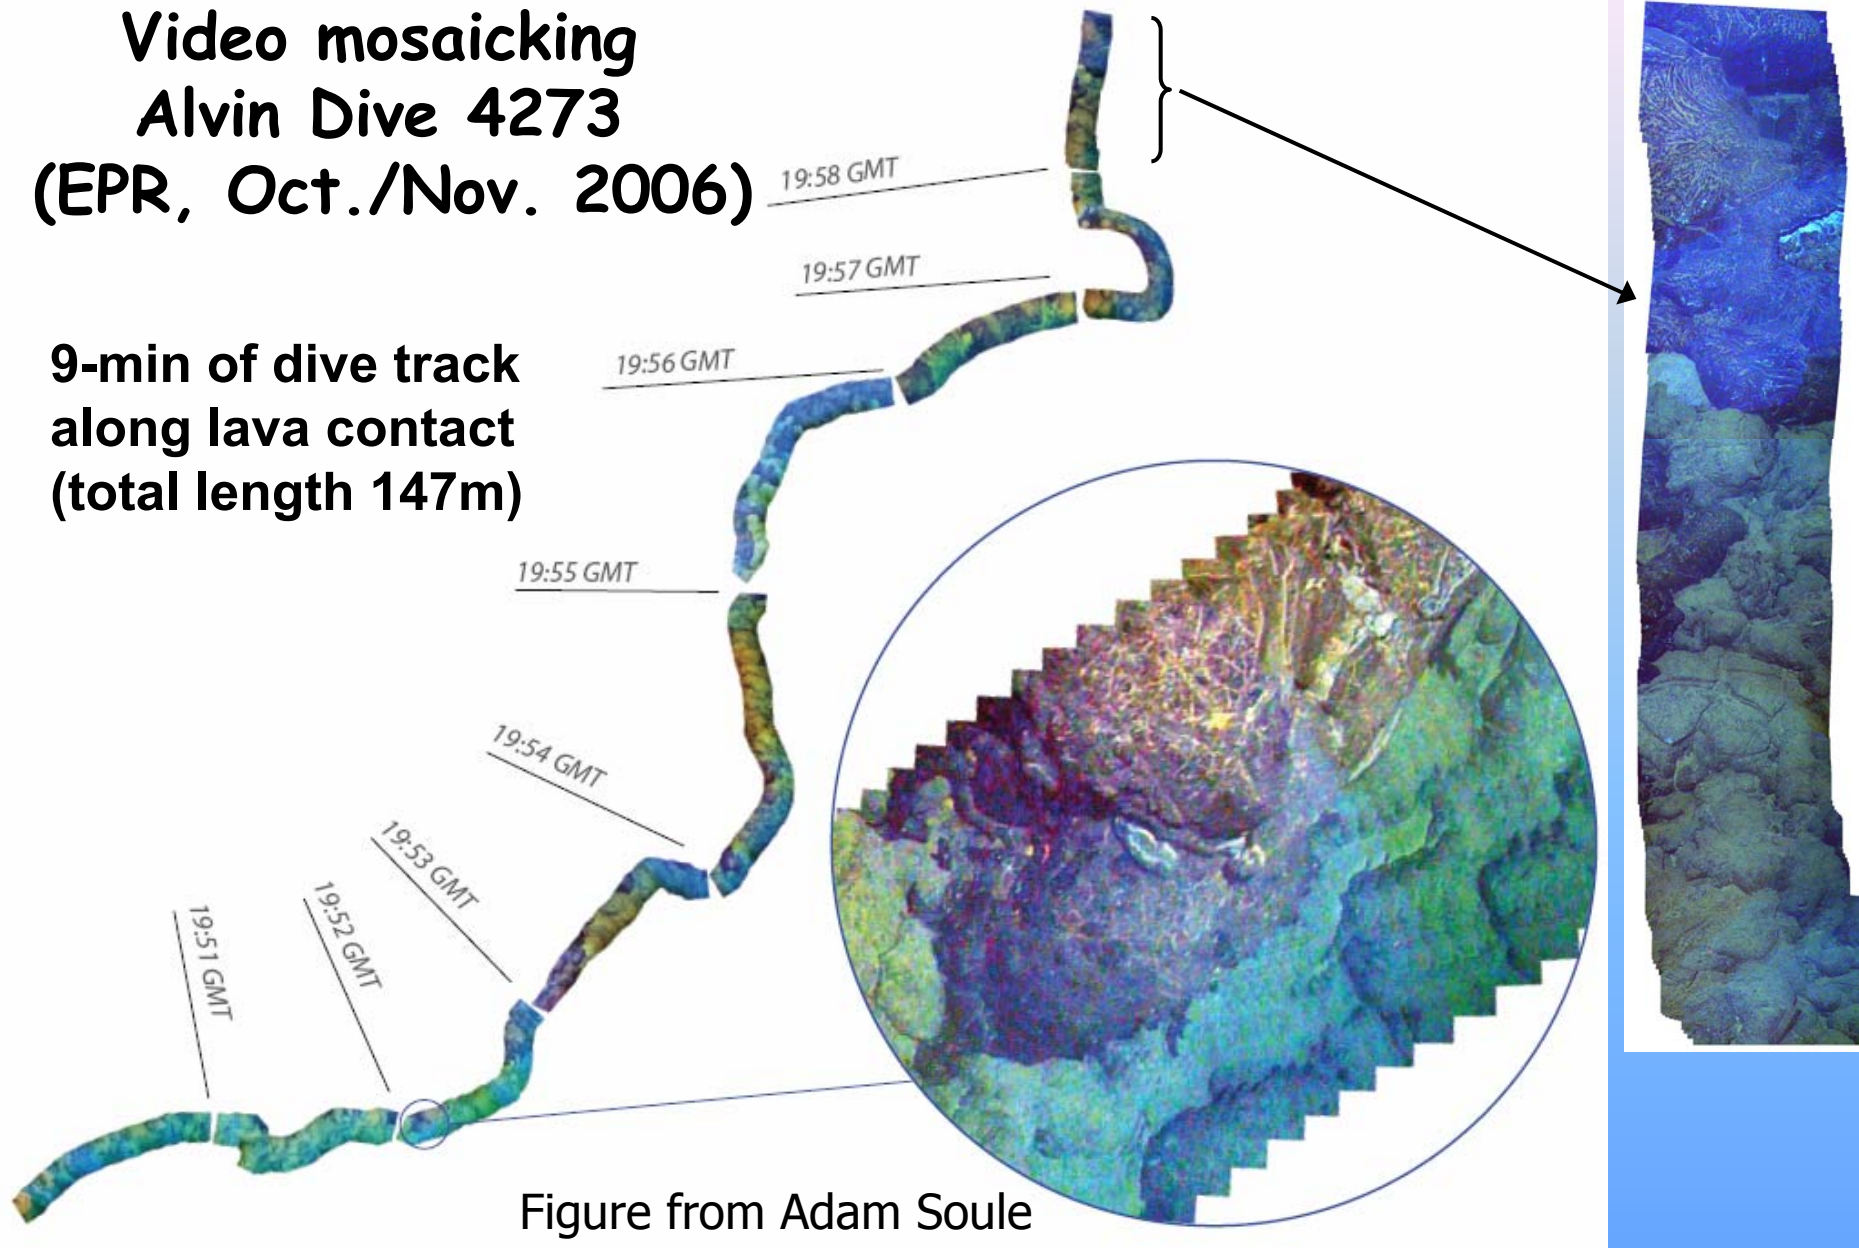 Video mosaicking
Alvin Dive 4273
(EPR, Oct./Nov. 2006)
19:58 GMT
19:57 GMT
9-min of dive track
along lava contact
(total length 147m)
19:56 GMT
19:55 GMT
19:54 GMT
19:53 GMT
19:52 GMT
19:51 GMT
Figure from Adam Soule